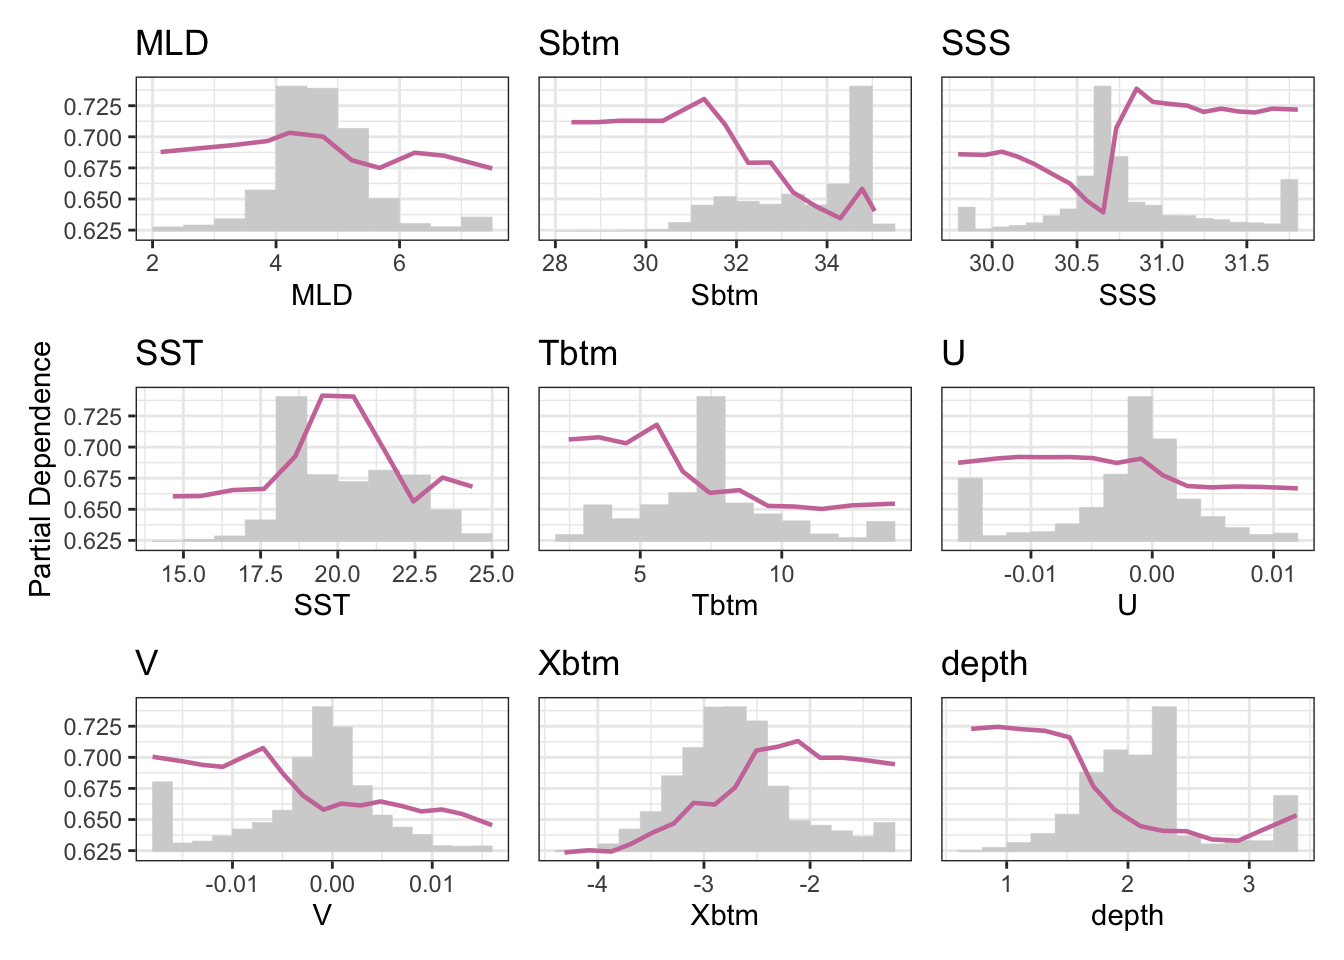 MLD Sbtm SSS
0.725
0.700
0.675
0.650
0.625
2 4 6 28 30 32 34 30.0 30.5 31.0 31.5
MLD Sbtm SSS
Partial Dependence
SST Tbtm U
0.725
0.700
0.675
0.650
0.625
15.0 17.5 20.0 22.5 25.0 5 10 -0.01 0.00 0.01
SST Tbtm U
V Xbtm depth
0.725
0.700
0.675
0.650
0.625
-0.01 0.00 0.01 -4 -3 -2 1 2 3
V Xbtm depth